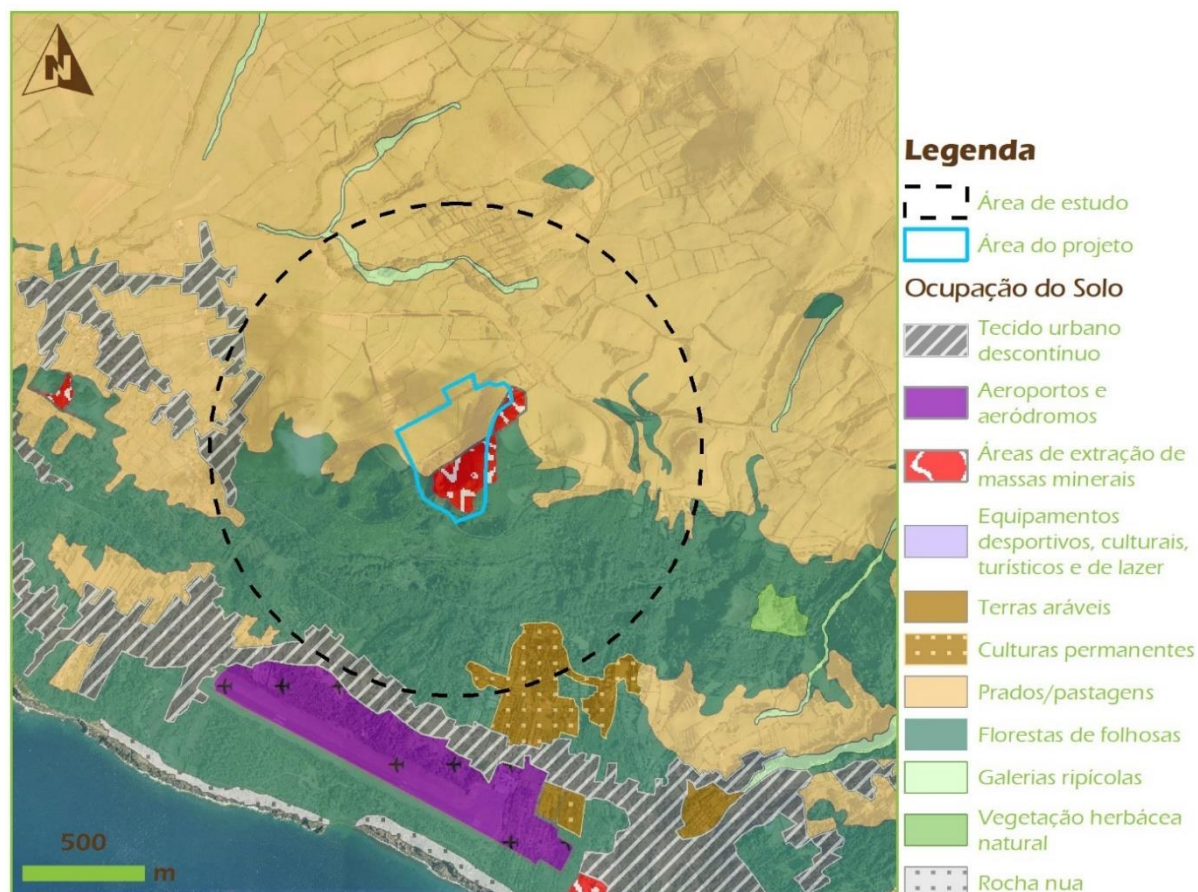 N
500
m
Legenda
Área de estudo
Área do projeto
Ocupação do Solo
Tecido urbano
descontínuo
Aeroportos e
aeródromos
Áreas de extração de
massas minerais
Equipamentos
desportivos, culturais,
turísticos e de lazer
Terras aráveis
Culturas permanentes
Prados/pastagens
Florestas de folhosas
Galerias ripícolas
Vegetação herbácea
natural
Rocha nua